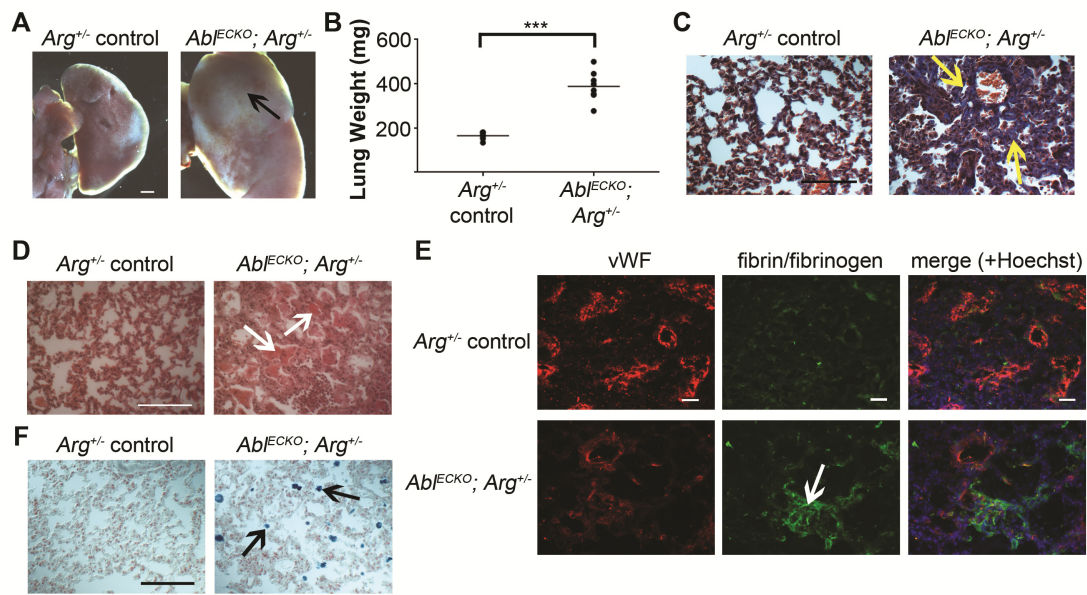 A
Arg+/- control
AblECKO; Arg+/-
B
***
Lung Weight (mg)
600
400
200
Arg+/-
control
AblECKO;
Arg+/-
C
Arg+/- control
AblECKO; Arg+/-
D
Arg+/- control
AblECKO; Arg+/-
E
vWF
fibrin/fibrinogen
merge (+Hoechst)
Arg+/- control
AblECKO; Arg+/-
F
Arg+/- control
AblECKO; Arg+/-